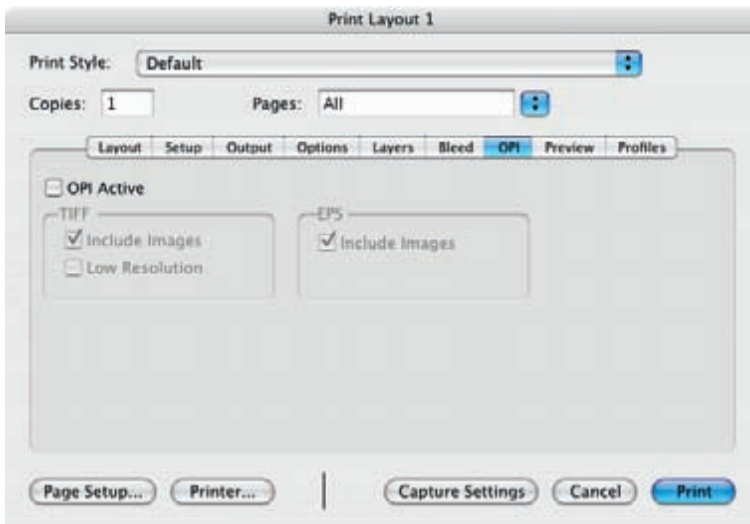 Print Layout 1
Print Style: Default
Copies: 1 Pages: All
Layout Setup Output Options Layers Bleed OPI Preview Profiles
OPI Active
TIFF EPS
Include Images Include Images
Low Resolution
Page Setup... Printer... Capture Settings Cancel Print